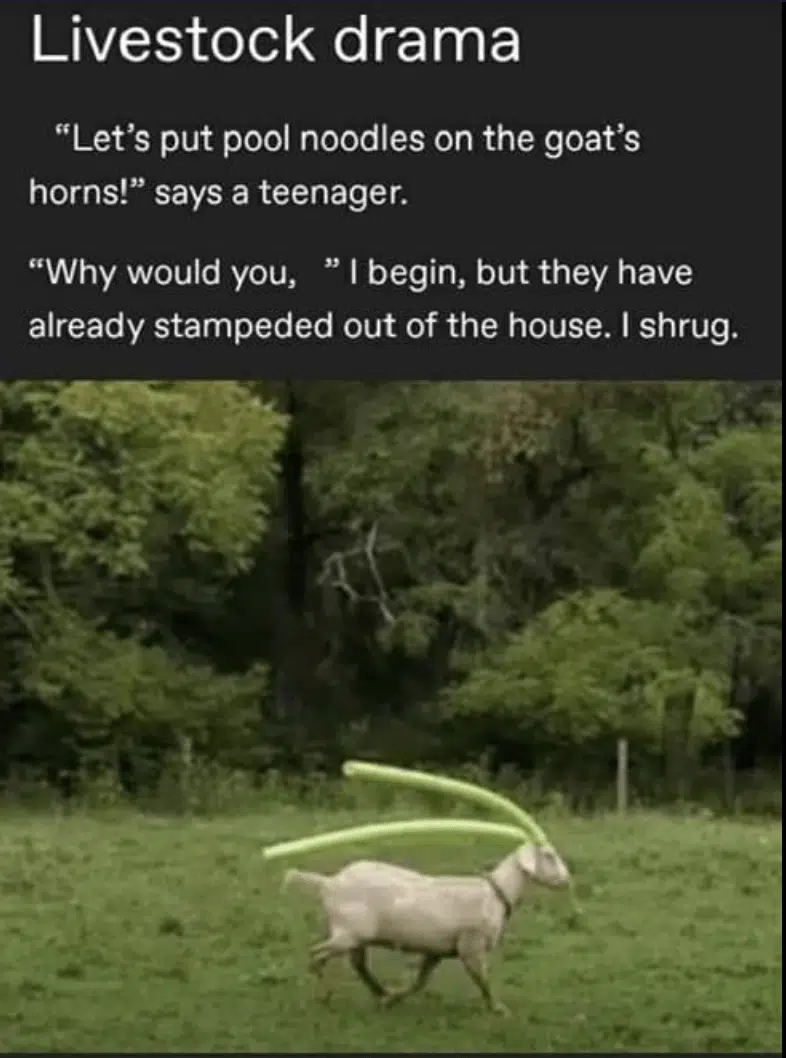 Livestock drama
“Let’s put pool noodles on the goat’s
horns!” says a teenager.
“Why would you,   ” I begin, but they have
already stampeded out of the house. I shrug.